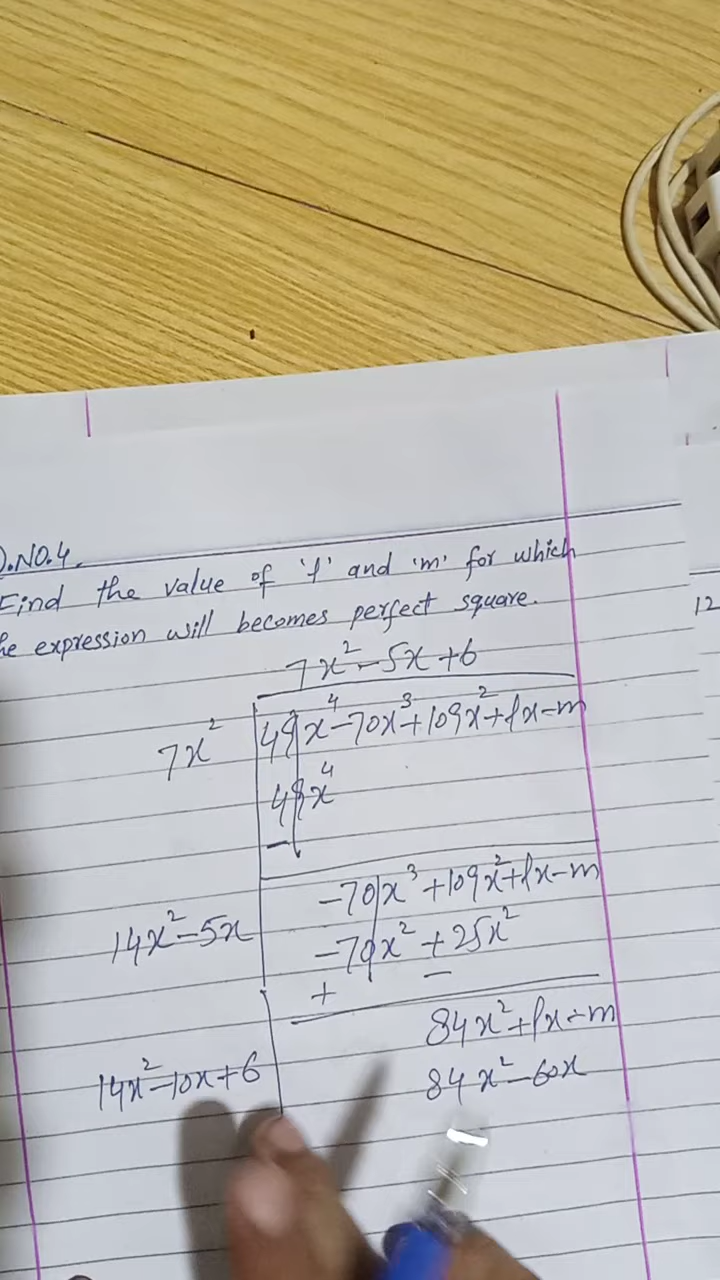 Q.NO.4.
Find the value of 'l' and 'm' for which
the expression will becomes perfect square.
7x² - 5x + 6
7x² 49x⁴ - 70x³ + 109x² + lx - m
49x⁴
-
-70x³ + 109x² + lx - m
14x² - 5x -70x² + 25x²
+ -
84x² + lx - m
14x² - 10x + 6 84x² - 60x
12